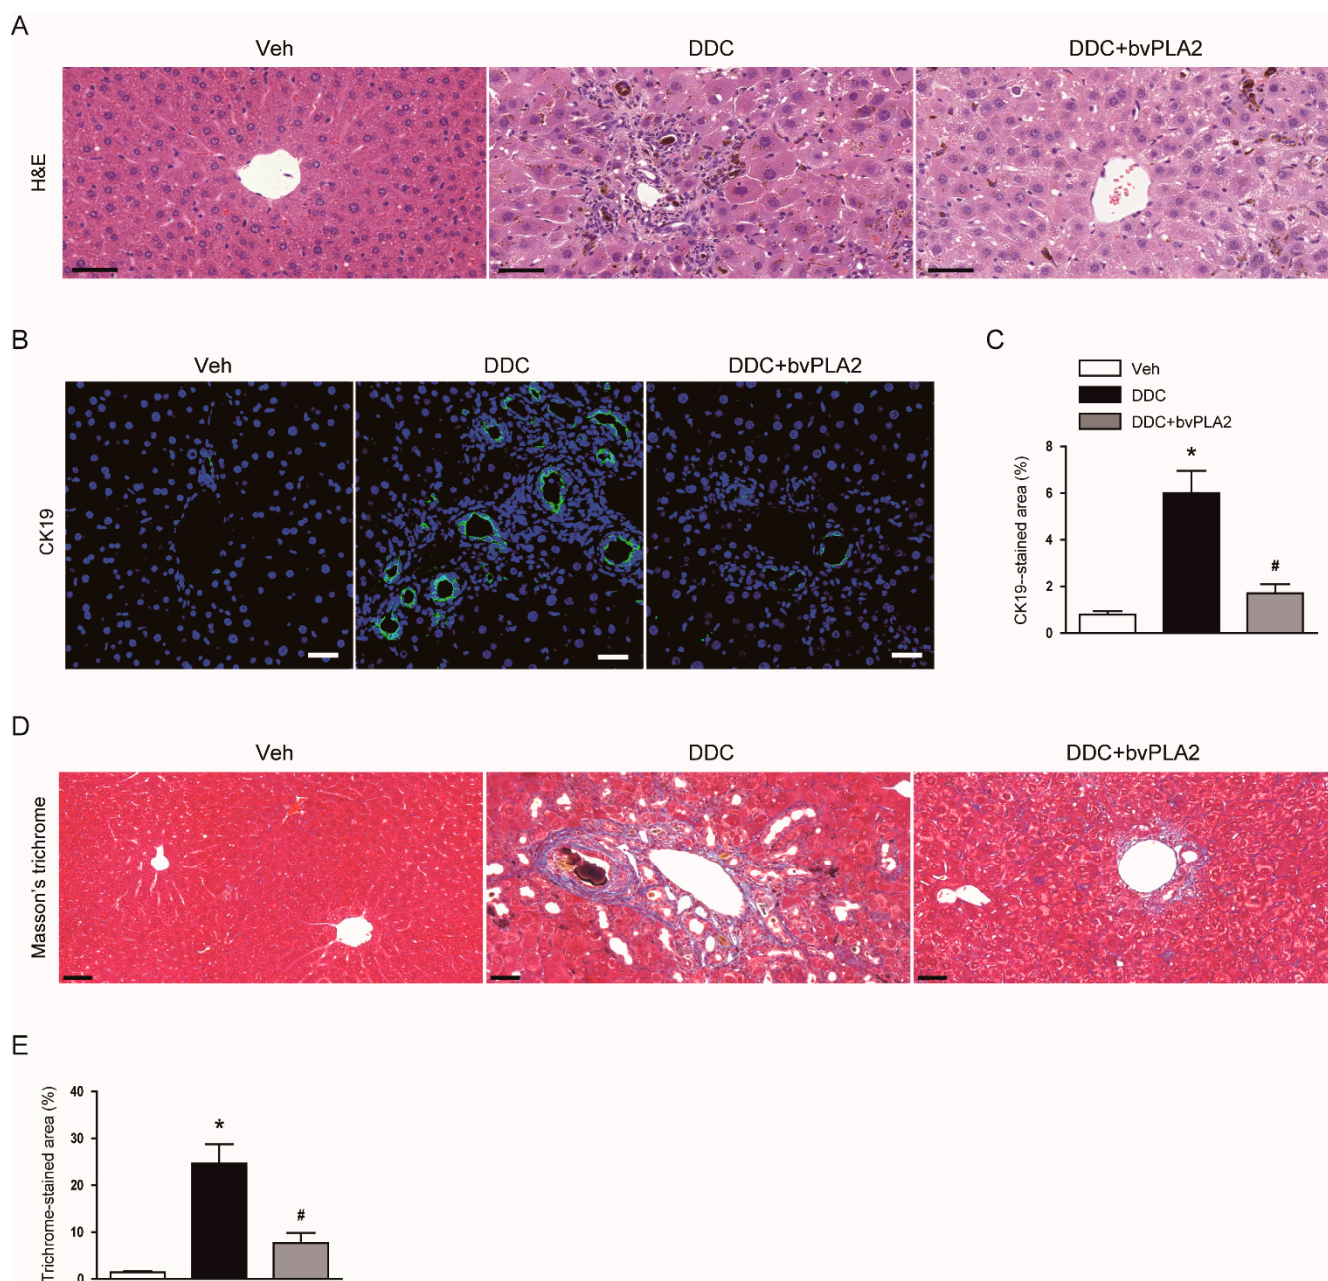 A
Veh DDC DDC+bvPLA2
H&E
B
Veh DDC DDC+bvPLA2
CK19
C
Veh
DDC
DDC+bvPLA2
CK19--stained area (%)
8
6
4
2
0
*
#
D
Veh DDC DDC+bvPLA2
Masson's trichrome
E
Trichrome-stained area (%)
40
30
20
10
0
*
#